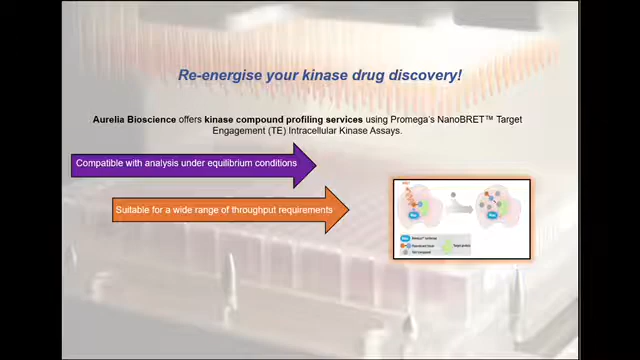 Re-energise your kinase drug discovery!
Aurelia Bioscience offers kinase compound profiling services using Promega's NanoBRET™ Target
Engagement (TE) Intracellular Kinase Assays.
Compatible with analysis under equilibrium conditions
Suitable for a wide range of throughput requirements